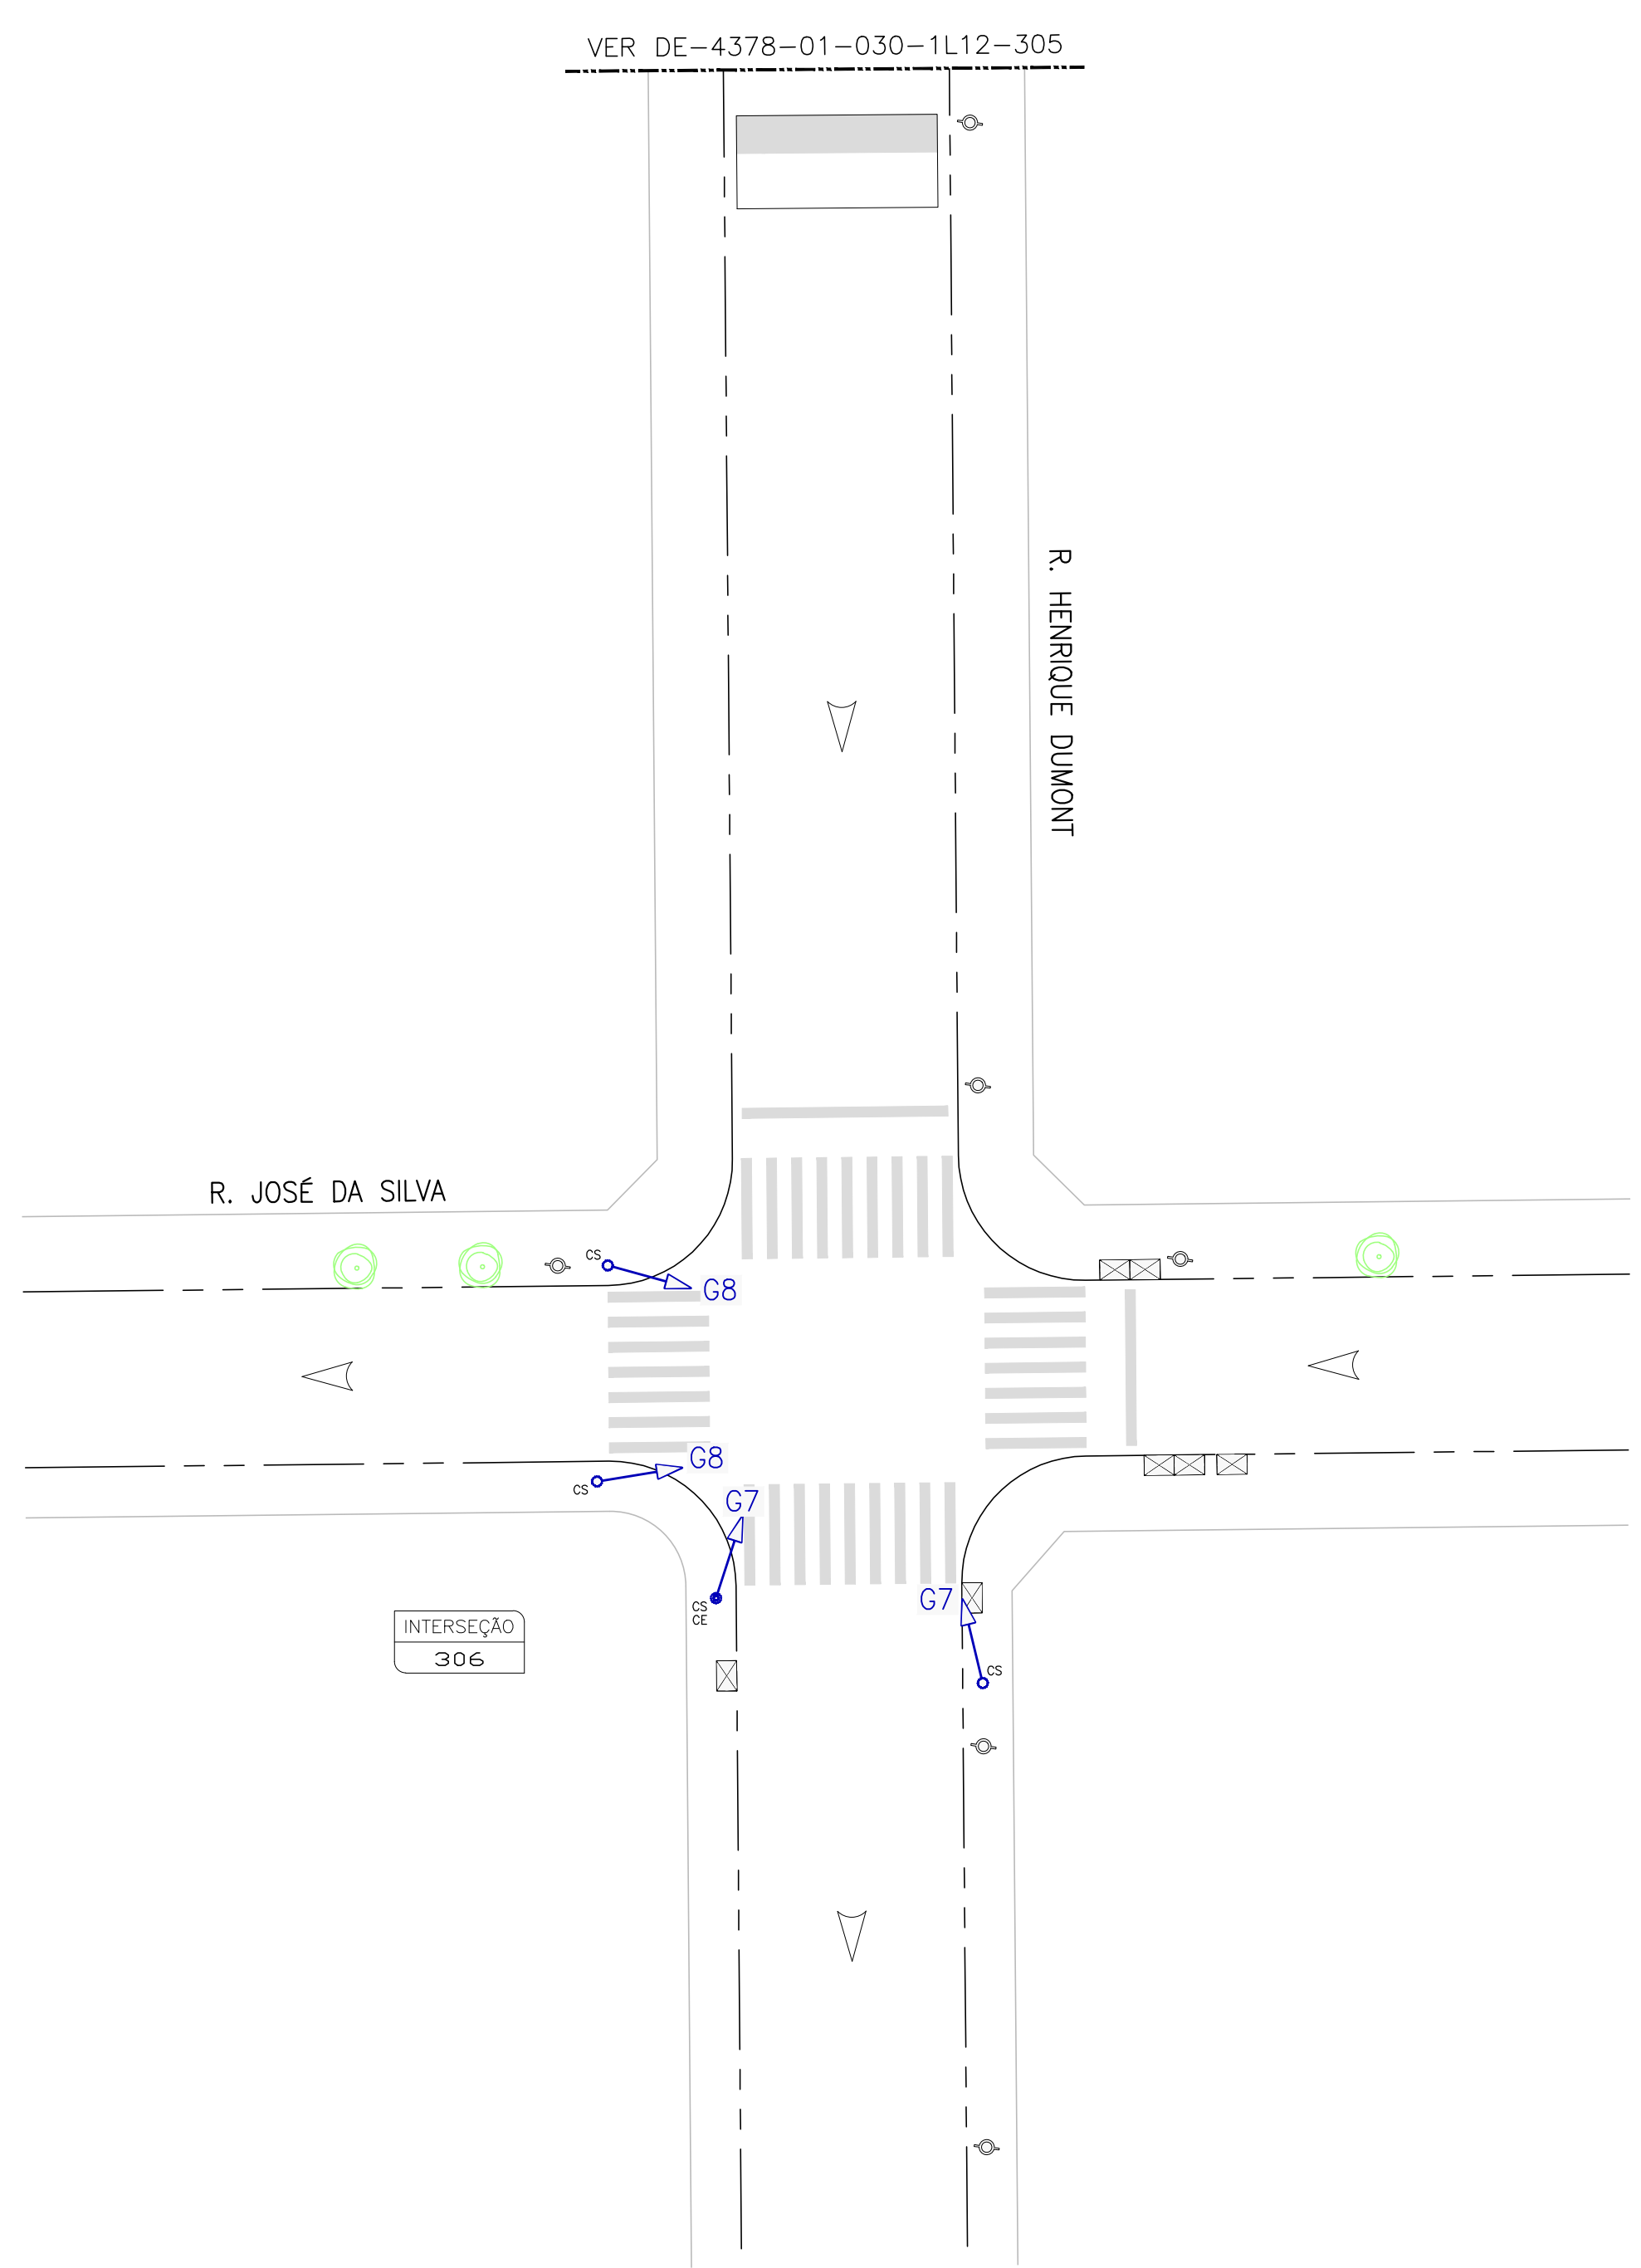 VER DE-4378-01-030-1L12-305
R. HENRIQUE DUMONT
R. JOSÉ DA SILVA
CS
G8
G8
CS
G7
G7
CS
CE
CS
INTERSEÇÃO
306